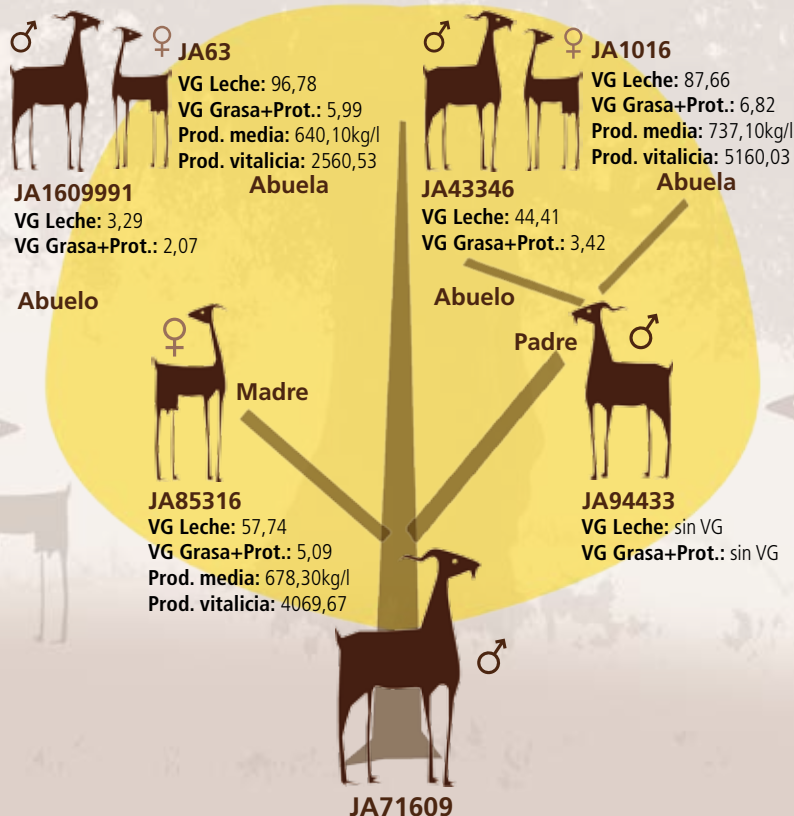 JA63
VG Leche: 96,78
VG Grasa+Prot.: 5,99
Prod. media: 640,10kg/l
Prod. vitalicia: 2560,53
Abuela
JA1609991
VG Leche: 3,29
VG Grasa+Prot.: 2,07
Abuelo
JA1016
VG Leche: 87,66
VG Grasa+Prot.: 6,82
Prod. media: 737,10kg/l
Prod. vitalicia: 5160,03
Abuela
JA43346
VG Leche: 44,41
VG Grasa+Prot.: 3,42
Abuelo
Madre
JA85316
VG Leche: 57,74
VG Grasa+Prot.: 5,09
Prod. media: 678,30kg/l
Prod. vitalicia: 4069,67
Padre
JA94433
VG Leche: sin VG
VG Grasa+Prot.: sin VG
JA71609